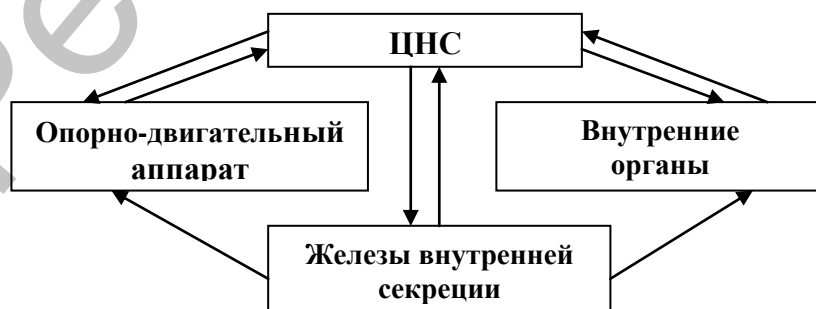 ЦНС
Опорно-двигательный
аппарат
Внутренние
органы
Железы внутренней
секреции